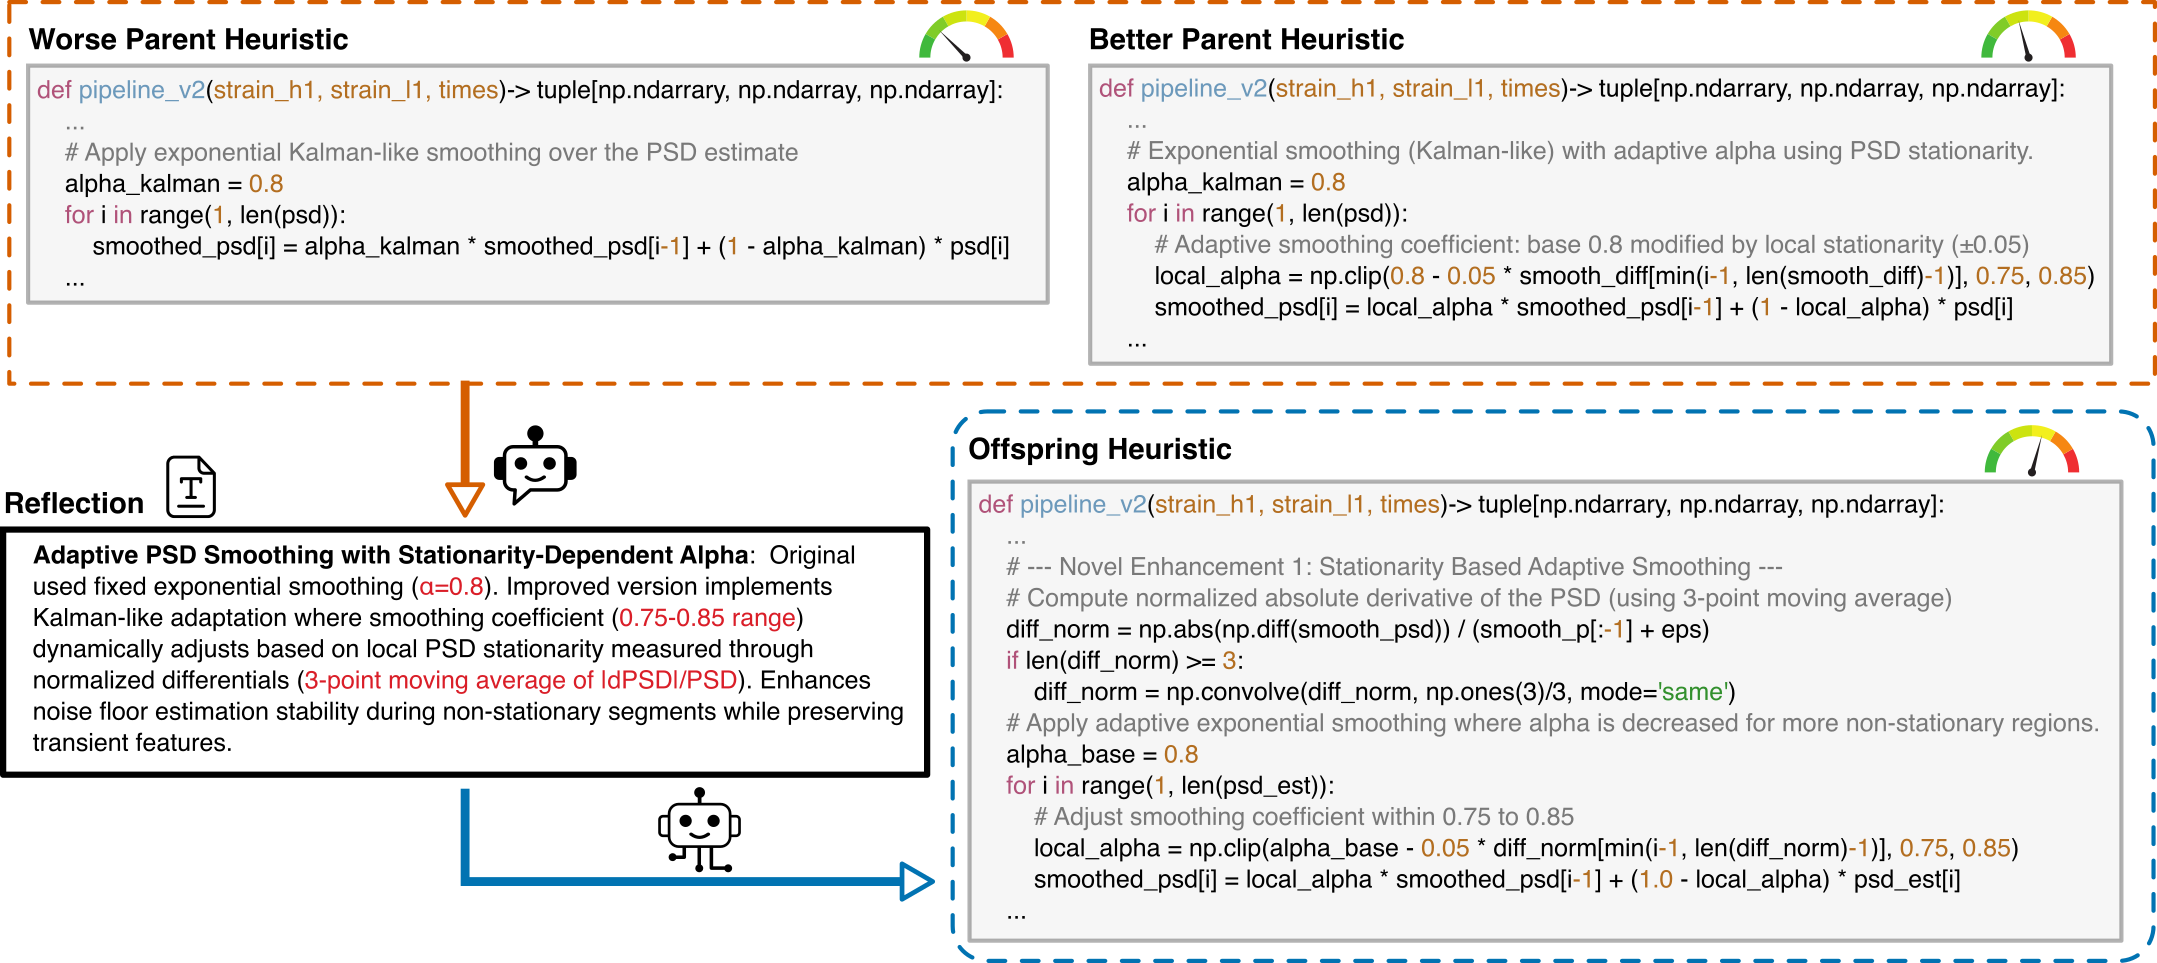 Worse Parent Heuristic
def pipeline_v2(strain_h1, strain_l1, times)-> tuple[np.ndarrary, np.ndarray, np.ndarray]:
...
# Apply exponential Kalman-like smoothing over the PSD estimate
alpha_kalman = 0.8
for i in range(1, len(psd)):
smoothed_psd[i] = alpha_kalman * smoothed_psd[i-1] + (1 - alpha_kalman) * psd[i]
...
Better Parent Heuristic
def pipeline_v2(strain_h1, strain_l1, times)-> tuple[np.ndarrary, np.ndarray, np.ndarray]:
...
# Exponential smoothing (Kalman-like) with adaptive alpha using PSD stationarity.
alpha_kalman = 0.8
for i in range(1, len(psd)):
# Adaptive smoothing coefficient: base 0.8 modified by local stationarity (±0.05)
local_alpha = np.clip(0.8 - 0.05 * smooth_diff[min(i-1, len(smooth_diff)-1)], 0.75, 0.85)
smoothed_psd[i] = local_alpha * smoothed_psd[i-1] + (1 - local_alpha) * psd[i]
...
Reflection
T
Adaptive PSD Smoothing with Stationarity-Dependent Alpha: Original
used fixed exponential smoothing (α=0.8). Improved version implements
Kalman-like adaptation where smoothing coefficient (0.75-0.85 range)
dynamically adjusts based on local PSD stationarity measured through
normalized differentials (3-point moving average of |dPSD|/PSD). Enhances
noise floor estimation stability during non-stationary segments while preserving
transient features.
Offspring Heuristic
def pipeline_v2(strain_h1, strain_l1, times)-> tuple[np.ndarrary, np.ndarray, np.ndarray]:
...
# --- Novel Enhancement 1: Stationarity Based Adaptive Smoothing ---
# Compute normalized absolute derivative of the PSD (using 3-point moving average)
diff_norm = np.abs(np.diff(smooth_psd)) / (smooth_p[:-1] + eps)
if len(diff_norm) >= 3:
diff_norm = np.convolve(diff_norm, np.ones(3)/3, mode='same')
# Apply adaptive exponential smoothing where alpha is decreased for more non-stationary regions.
alpha_base = 0.8
for i in range(1, len(psd_est)):
# Adjust smoothing coefficient within 0.75 to 0.85
local_alpha = np.clip(alpha_base - 0.05 * diff_norm[min(i-1, len(diff_norm)-1)], 0.75, 0.85)
smoothed_psd[i] = local_alpha * smoothed_psd[i-1] + (1.0 - local_alpha) * psd_est[i]
...